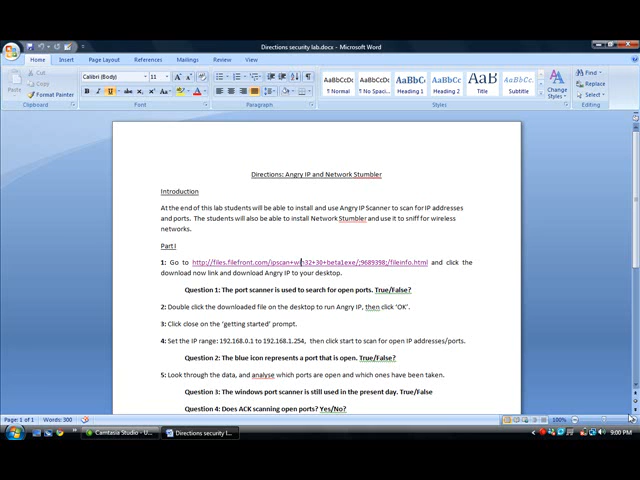 Directions security lab.docx - Microsoft Word
Home Insert Page Layout References Mailings Review View
Paste
Cut
Copy
Format Painter
Clipboard
Calibri (Body) 11
B I U abc x₂ x² Aa
Font
Paragraph
AaBbCcDc AaBbCcDc AaBbC AaBbCc AaB AaBbCc
¶ Normal ¶ No Spaci... Heading 1 Heading 2 Title Subtitle
Change Styles
Styles
Find
Replace
Select
Editing
Directions: Angry IP and Network Stumbler
Introduction
At the end of this lab students will be able to install and use Angry IP Scanner to scan for IP addresses
and ports. The students will also be able to install Network Stumbler and use it to sniff for wireless
networks.
Part I
1: Go to http://files.filefront.com/ipscan+win32+30+beta1exe/;9689398;/fileinfo.html and click the
download now link and download Angry IP to your desktop.
Question 1: The port scanner is used to search for open ports. True/False?
2: Double click the downloaded file on the desktop to run Angry IP, then click ‘OK’.
3: Click close on the ‘getting started’ prompt.
4: Set the IP range: 192.168.0.1 to 192.168.1.254, then click start to scan for open IP addresses/ports.
Question 2: The blue icon represents a port that is open. True/False?
5: Look through the data, and analyse which ports are open and which ones have been taken.
Question 3: The windows port scanner is still used in the present day. True/False
Question 4: Does ACK scanning open ports? Yes/No?
Page: 1 of 1 Words: 300 100%
Camtasia Studio - U... Directions security l... 9:00 PM